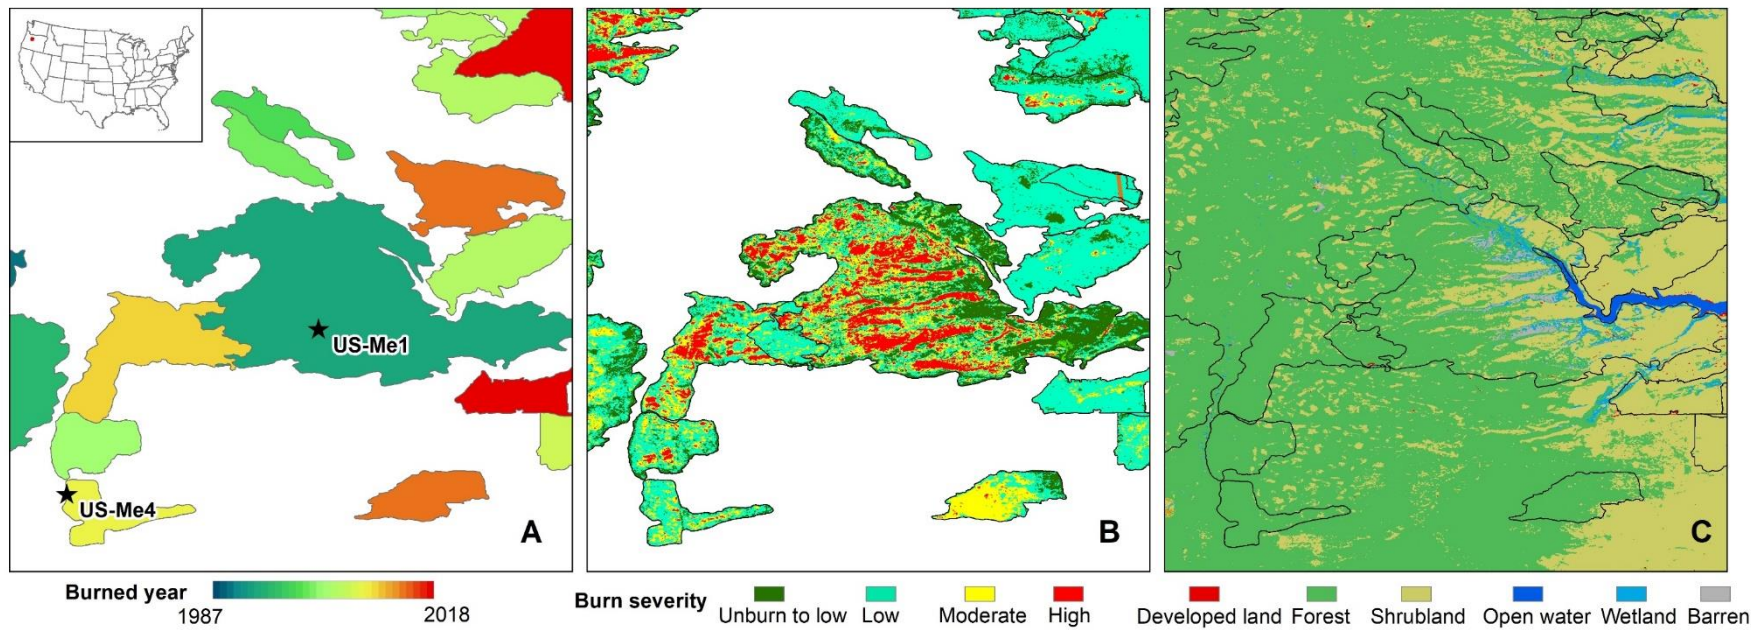 US-Me1
US-Me4
A
B
C
Burned year
1987
2018
Burn severity
Unburn to low
Low
Moderate
High
Developed land
Forest
Shrubland
Open water
Wetland
Barren